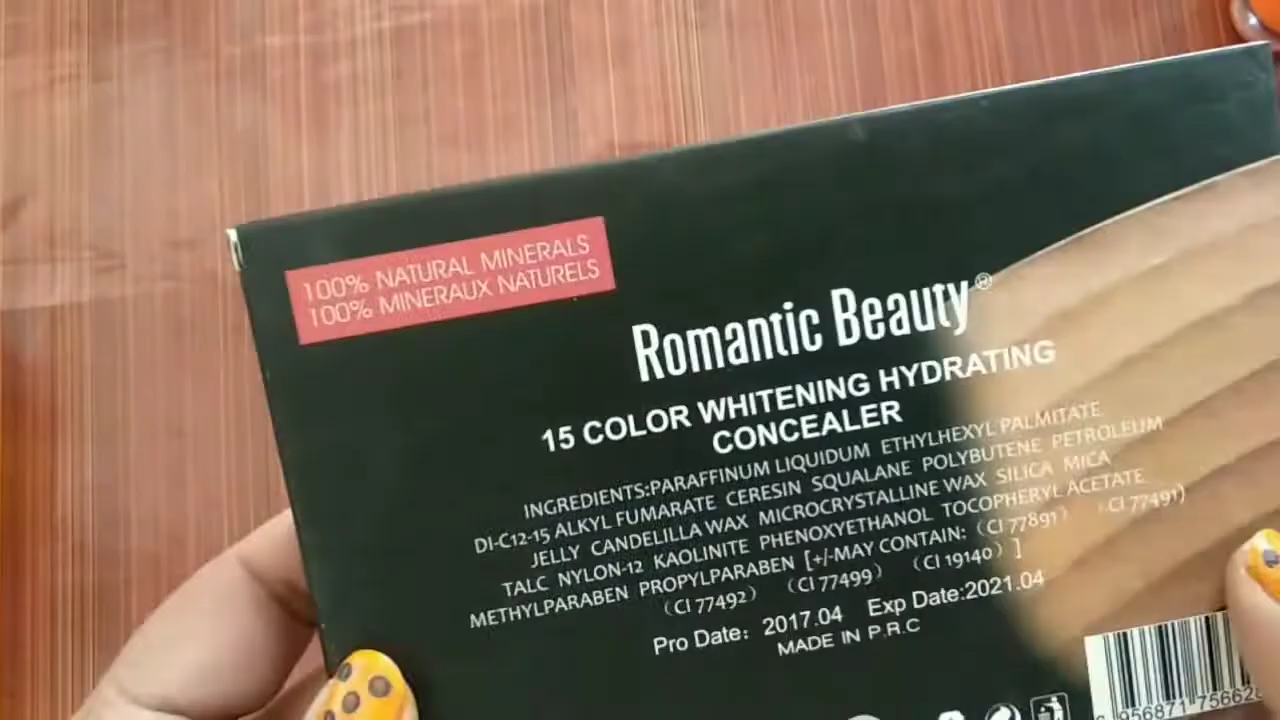 100% NATURAL MINERALS
100% MINERAUX NATURELS
Romantic Beauty®
15 COLOR WHITENING HYDRATING
CONCEALER
INGREDIENTS:PARAFFINUM LIQUIDUM ETHYLHEXYL PALMITATE
DI-C12-15 ALKYL FUMARATE CERESIN SQUALANE POLYBUTENE PETROLEUM
JELLY CANDELILLA WAX MICROCRYSTALLINE WAX SILICA MICA
TALC NYLON-12 KAOLINITE PHENOXYETHANOL TOCOPHERYL ACETATE
METHYLPARABEN PROPYLPARABEN [+/-MAY CONTAIN: (CI 77891) (CI 77491)
(CI 77492) (CI 77499) (CI 19140) ]
Pro Date: 2017.04 Exp Date:2021.04
MADE IN P.R.C
956871 75662